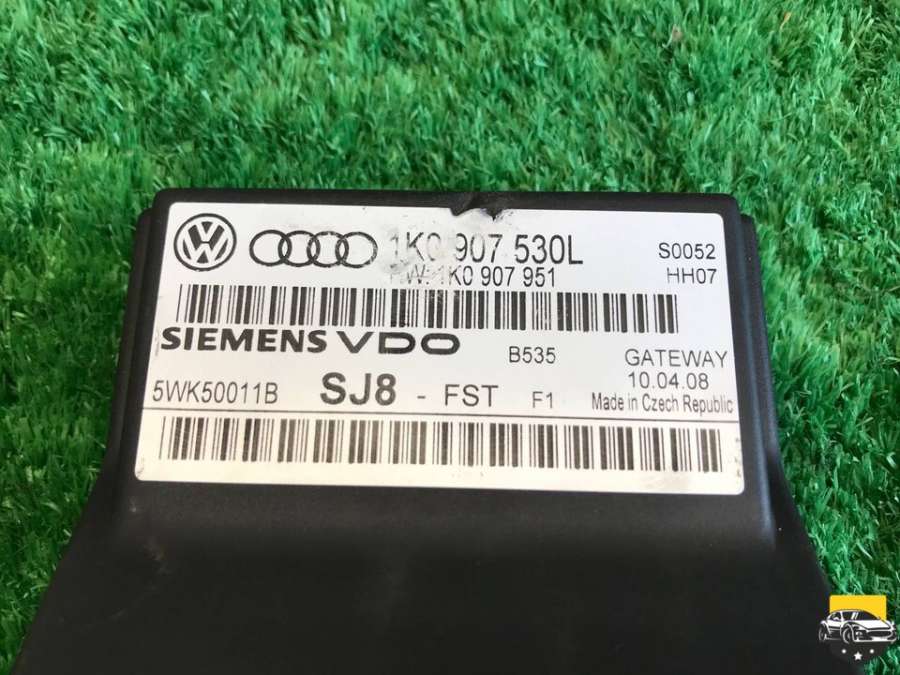 1K0 907 530L S0052
HW: 1K0 907 951 HH07
SIEMENS VDO B535 GATEWAY
10.04.08
5WK50011B SJ8 - FST F1 Made in Czech Republic